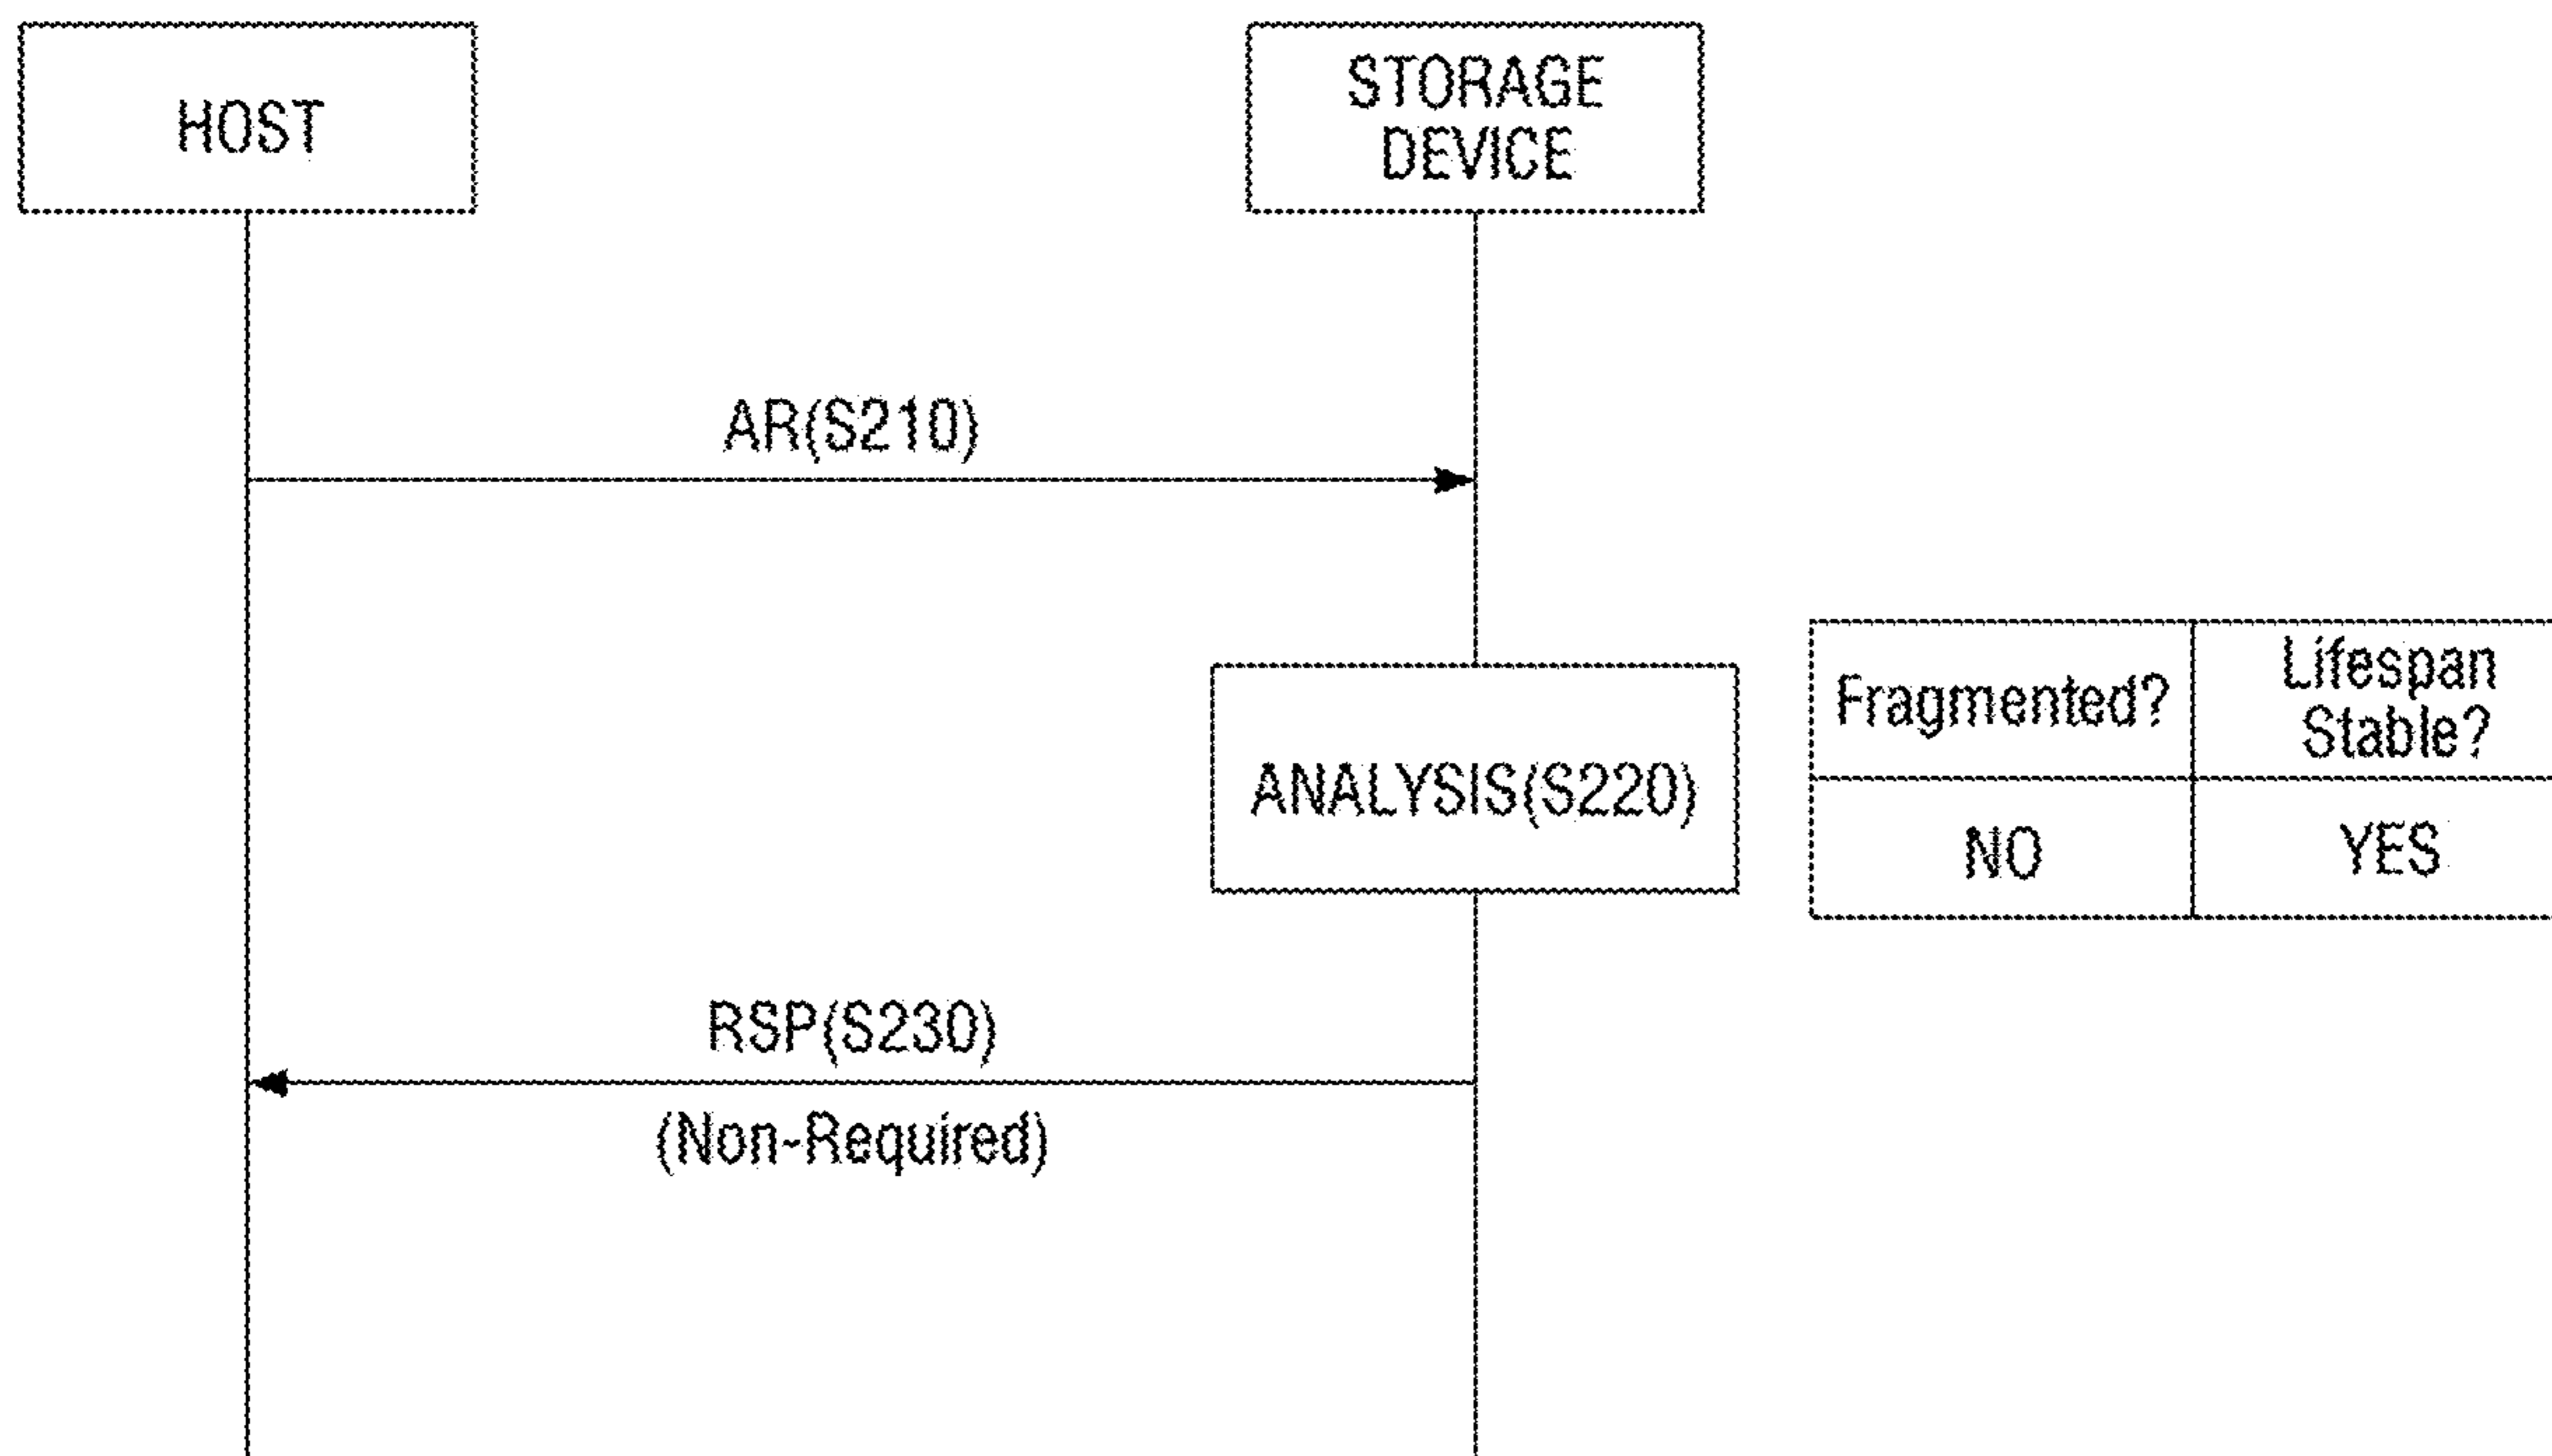 HOST
STORAGE
DEVICE
AR(S210)
Fragmented?
Lifespan
Stable?
ANALYSIS(S220)
NO
YES
RSP(S230)
(Non-Required)